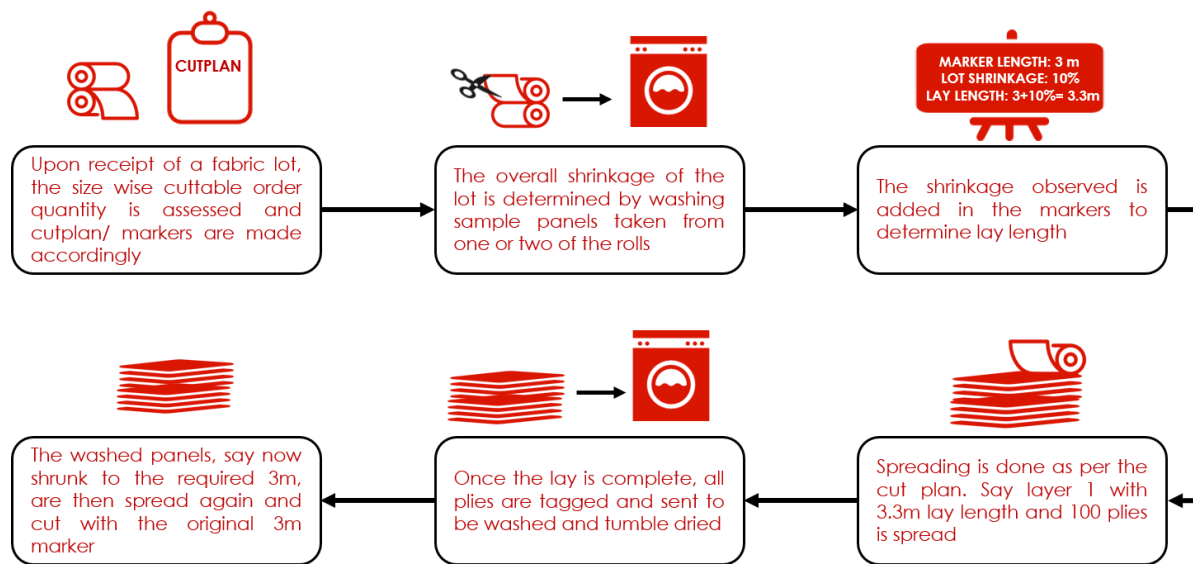 CUTPLAN
Upon receipt of a fabric lot,
the size wise cuttable order
quantity is assessed and
cutplan/ markers are made
accordingly
The overall shrinkage of the
lot is determined by washing
sample panels taken from
one or two of the rolls
MARKER LENGTH: 3 m
LOT SHRINKAGE: 10%
LAY LENGTH: 3+10%= 3.3m
The shrinkage observed is
added in the markers to
determine lay length
Spreading is done as per the
cut plan. Say layer 1 with
3.3m lay length and 100 plies
is spread
Once the lay is complete, all
plies are tagged and sent to
be washed and tumble dried
The washed panels, say now
shrunk to the required 3m,
are then spread again and
cut with the original 3m
marker